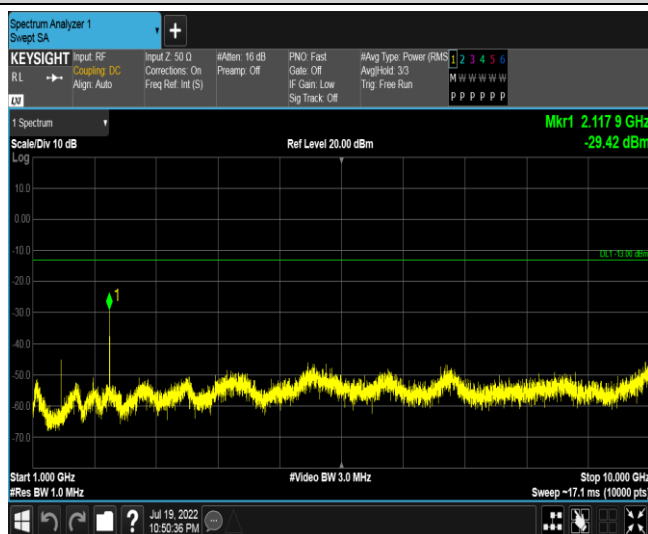 Spectrum Analyzer 1
Swept SA
+
KEYSIGHT Input: RF Input Z: 50 Ω #Atten: 16 dB PNO: Fast #Avg Type: Power (RMS 1 2 3 4 5 6
RL Coupling: DC Corrections: On Preamp: Off Gate: Off Avg|Hold: 3/3 M W W W W W
Align: Auto Freq Ref: Int (S) IF Gain: Low Trig: Free Run
Sig Track: Off P P P P P P
LXI
1 Spectrum Mkr1 2.117 9 GHz
Scale/Div 10 dB Ref Level 20.00 dBm -29.42 dBm
Log
10.0
0.00
-10.0 DL1 -13.00 dBm
-20.0
1
-30.0
-40.0
-50.0
-60.0
-70.0
Start 1.000 GHz #Video BW 3.0 MHz Stop 10.000 GHz
#Res BW 1.0 MHz Sweep ~17.1 ms (10000 pts)
? Jul 19, 2022
10:50:36 PM